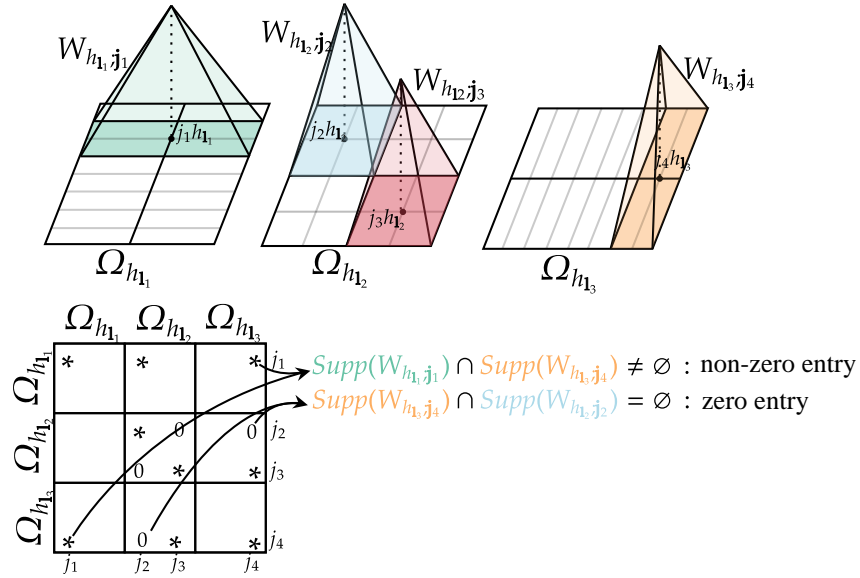 W_{h_{l_1},j_1}
W_{h_{l_2},j_2}
W_{h_{l2},j_3}
W_{h_{l_3},j_4}
j_1h_{l_1}
j_3h_{l_2}
j_4h_{l_3}
Ω_{h_{l_1}}
Ω_{h_{l_2}}
Ω_{h_{l_3}}
Ω_{h_{l_1}} Ω_{h_{l_2}} Ω_{h_{l_3}}
Ω_{h_{l_1}} * * * j_1
Supp(W_{h_{l_1},j_1}) ∩ Supp(W_{h_{l_3},j_4}) ≠ ∅ : non-zero entry
Supp(W_{h_{l_3},j_4}) ∩ Supp(W_{h_{l_2},j_2}) = ∅ : zero entry
Ω_{h_{l_2}} * 0 0 j_2
0 * * j_3
Ω_{h_{l_3}} * 0 * * j_4
j_1 j_2 j_3 j_4